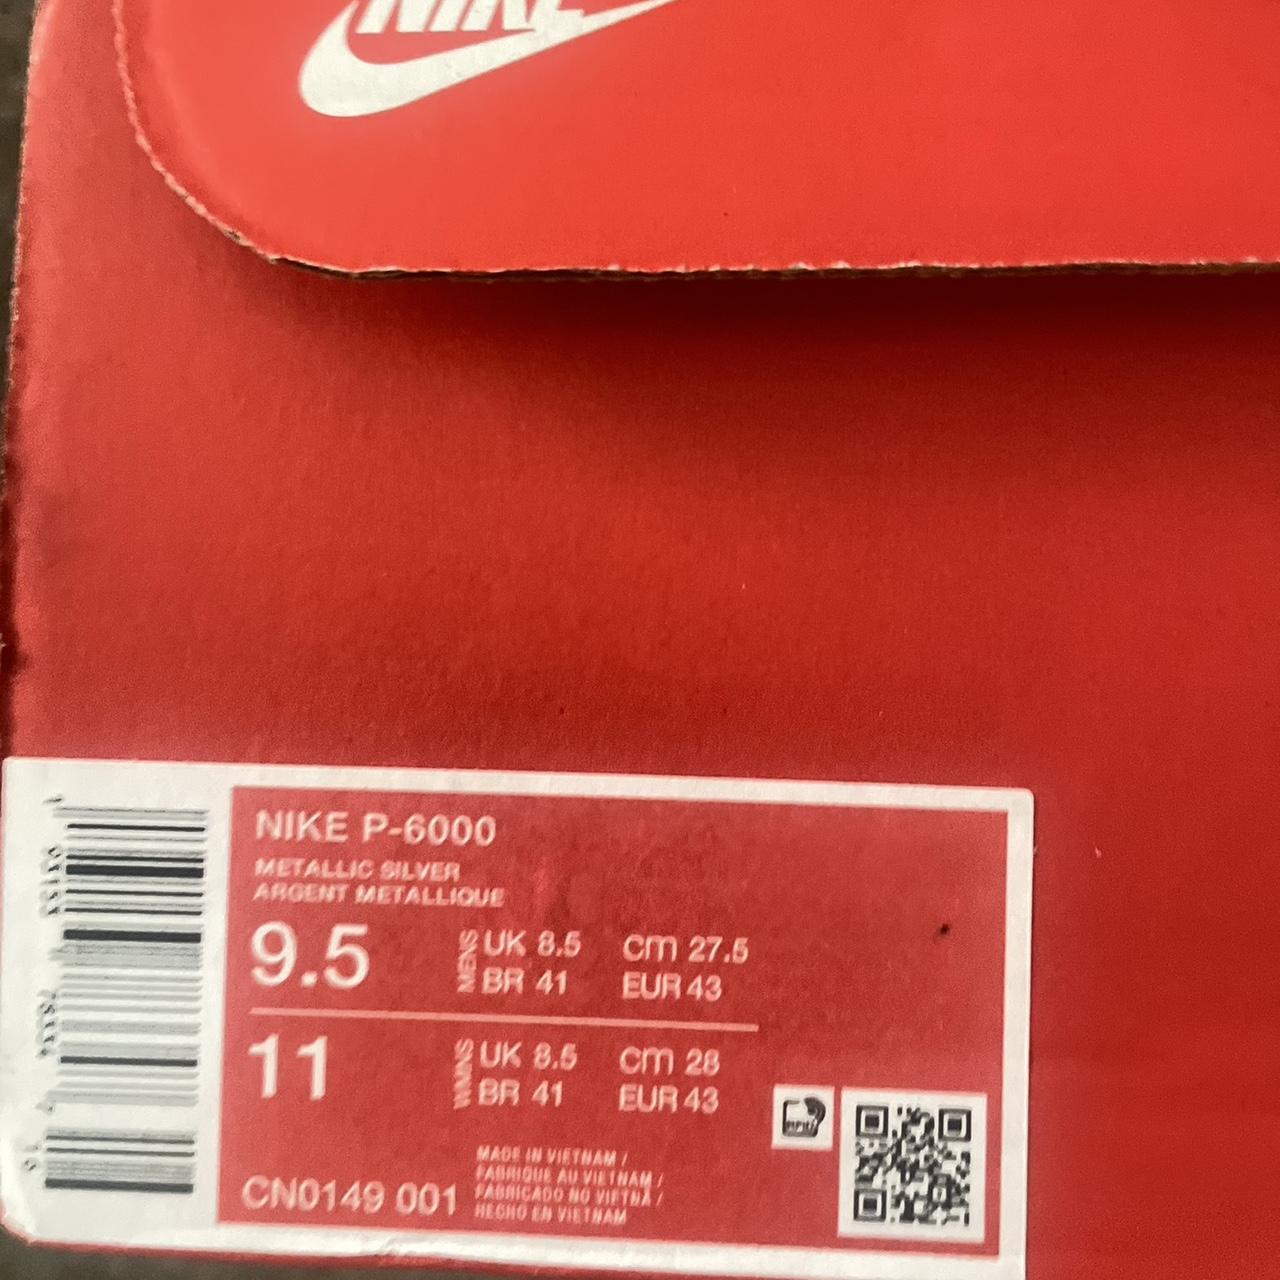 NIKE
NIKE P-6000
METALLIC SILVER
ARGENT METALLIQUE
9.5 MENS UK 8.5 cm 27.5
BR 41 EUR 43
11 WMNS UK 8.5 cm 28
BR 41 EUR 43
CN0149 001
MADE IN VIETNAM /
FABRIQUE AU VIETNAM /
FABRICADO NO VIETNÃ /
HECHO EN VIETNAM
RFID